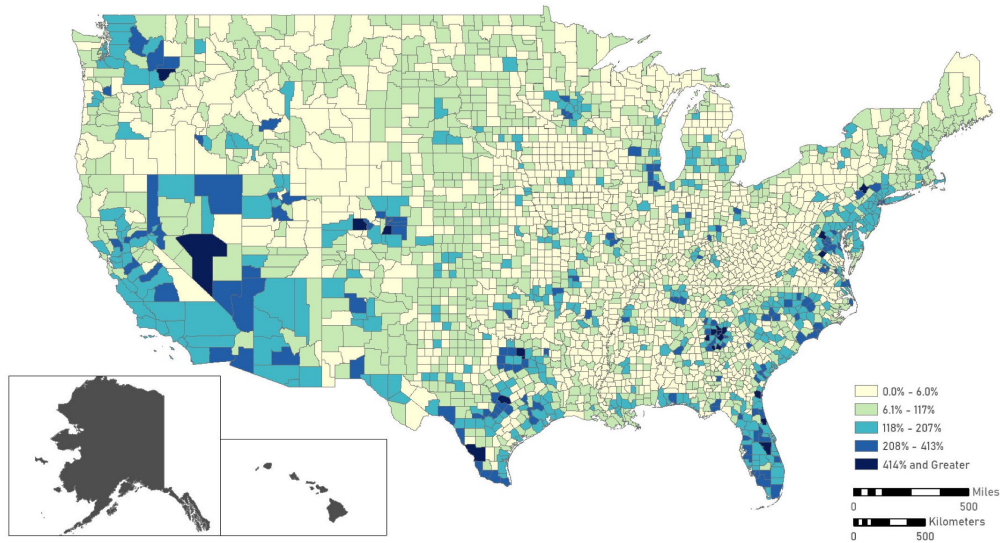 0.0% - 6.0%
6.1% - 117%
118% - 207%
208% - 413%
414% and Greater
Miles
0 500
Kilometers
0 500